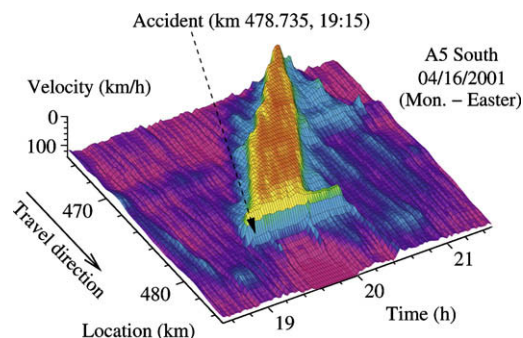 Accident (km 478.735, 19:15)
A5 South
04/16/2001
(Mon. – Easter)
Velocity (km/h)
0
100
470
480
Travel direction
Location (km)
19
20
21
Time (h)